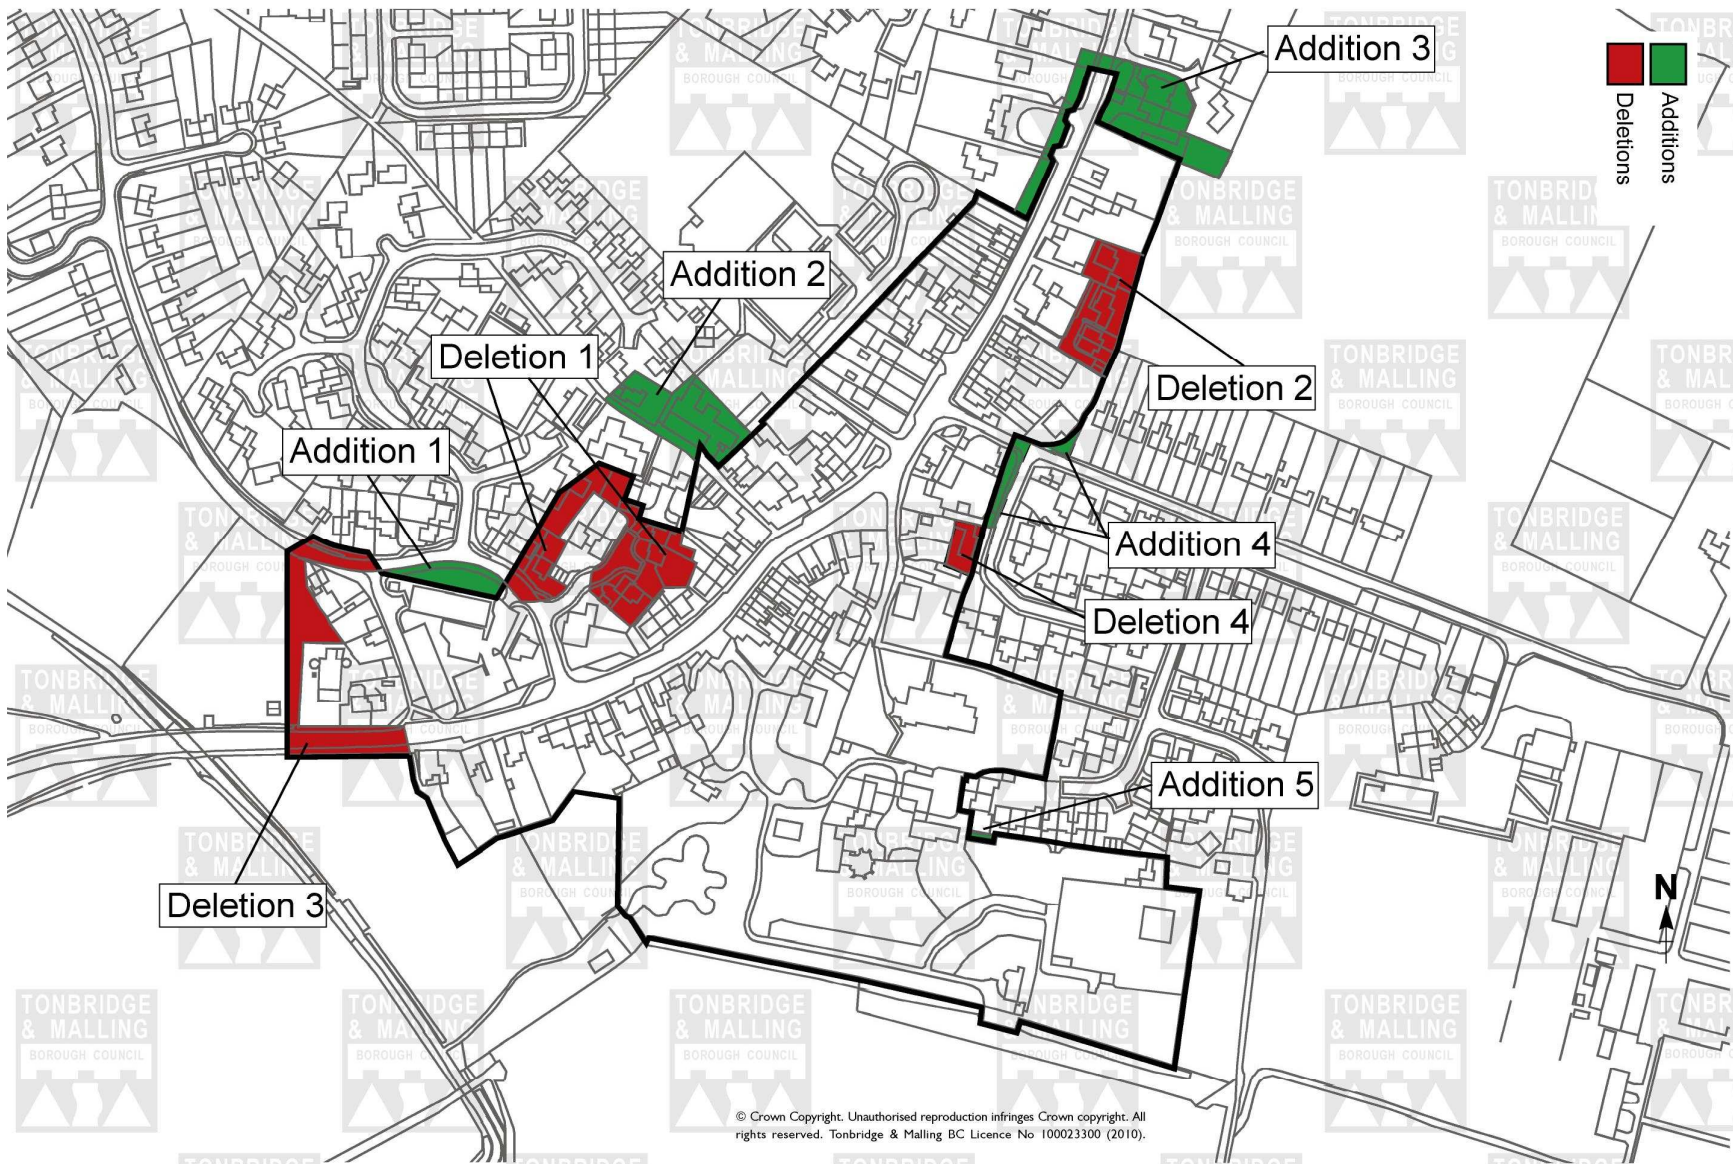 Addition 3
Additions
Deletions
Addition 2
Deletion 1
Deletion 2
Addition 1
Addition 4
Deletion 4
Addition 5
Deletion 3
N
TONBRIDGE
& MALLING
BOROUGH COUNCIL
© Crown Copyright. Unauthorised reproduction infringes Crown copyright. All
rights reserved. Tonbridge & Malling BC Licence No 100023300 (2010).